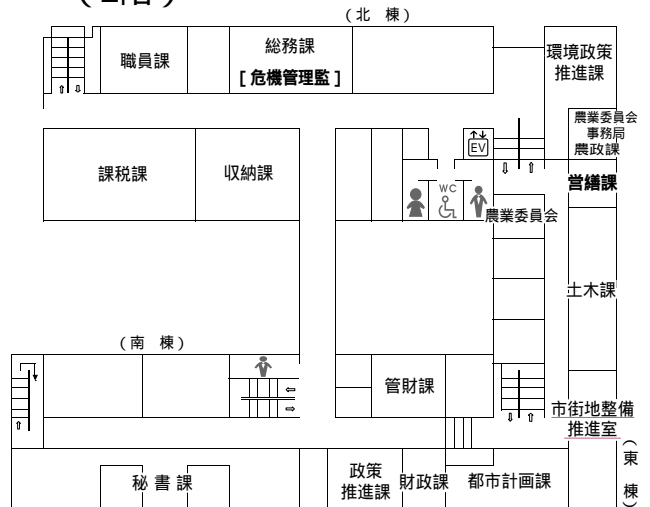 (北 棟)
職員課
総務課
[ 危機管理監 ]
環境政策
推進課
農業委員会
事務局
農政課
EV
課税課
収納課
WC
営繕課
農業委員会
土木課
(南 棟)
管財課
市街地整備
推進室
(東 棟)
秘書課
政策
推進課
財政課
都市計画課